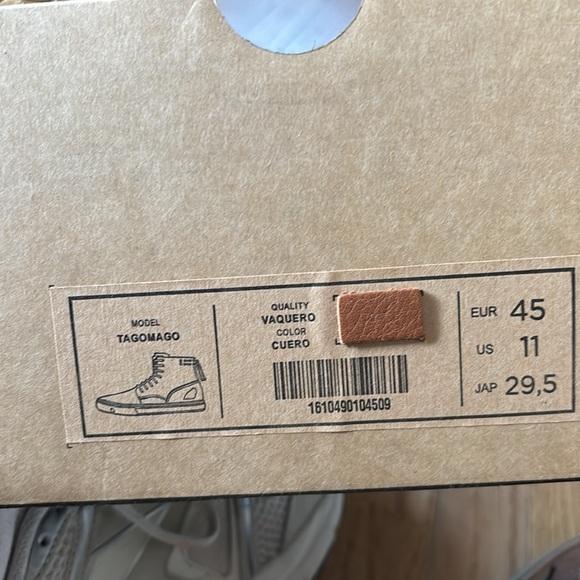 MODEL
TAGOMAGO
QUALITY
VAQUERO
COLOR
CUERO
1610490104509
EUR 45
US 11
JAP 29,5